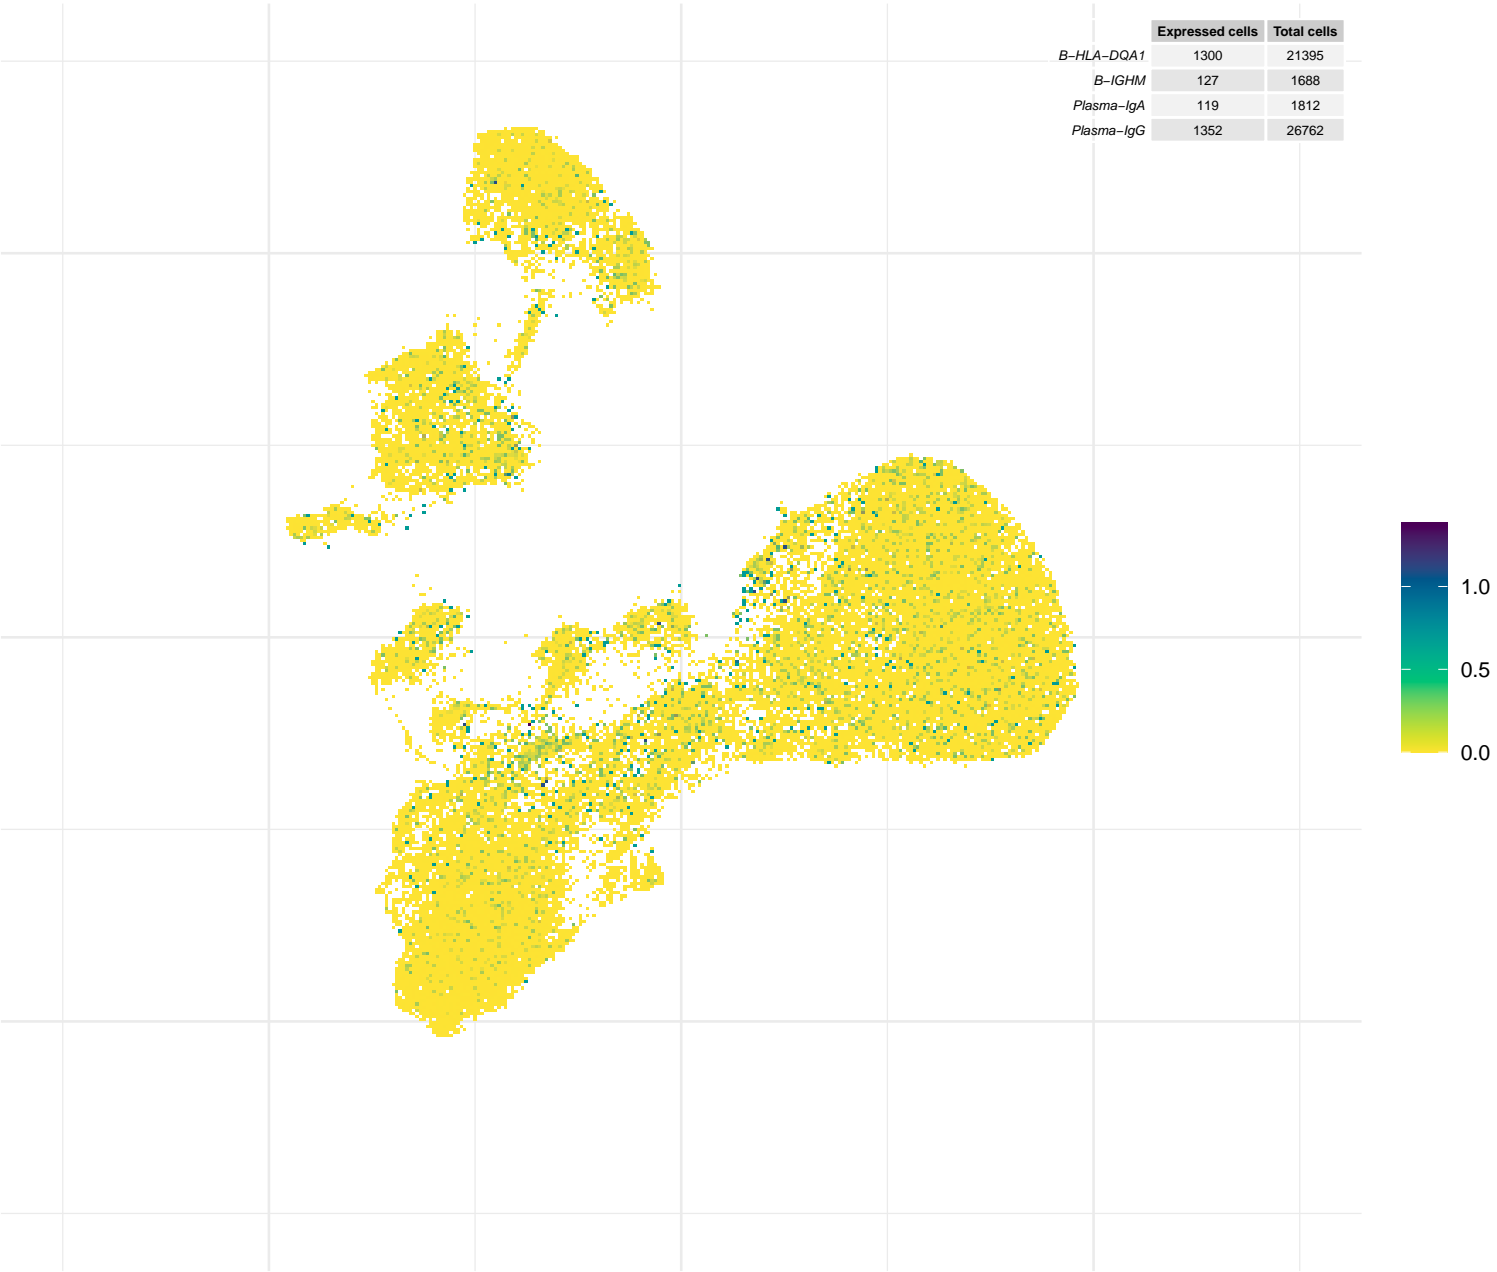 Expressed cells Total cells
B−HLA−DQA1 1300 21395
B−IGHM 127 1688
Plasma−IgA 119 1812
Plasma−IgG 1352 26762
1.0
0.5
0.0